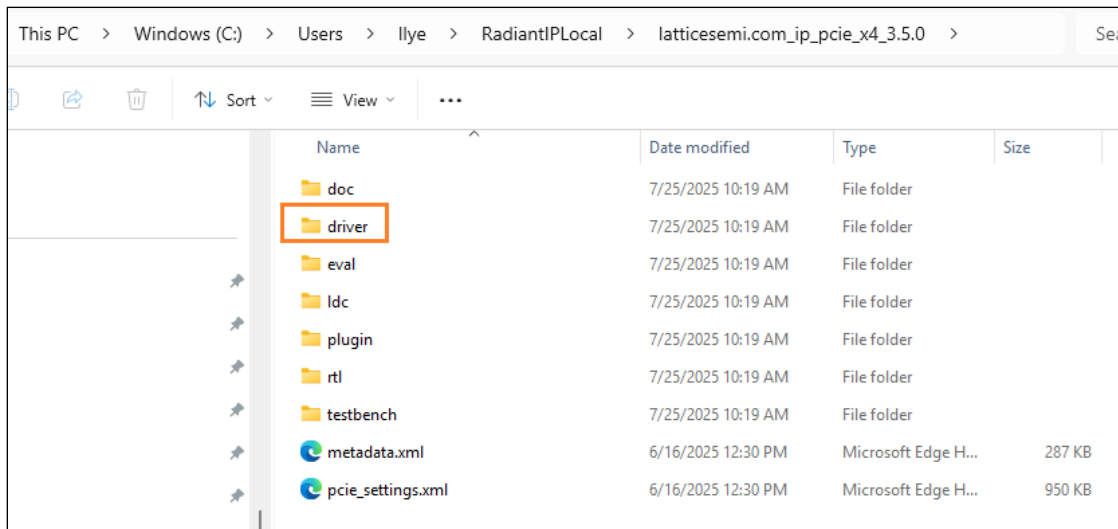 This PC > Windows (C:) > Users > llye > RadiantIPLocal > latticesemi.com_ip_pcie_x4_3.5.0 > Sea
Sort View ...
Name Date modified Type Size
doc 7/25/2025 10:19 AM File folder
driver 7/25/2025 10:19 AM File folder
eval 7/25/2025 10:19 AM File folder
ldc 7/25/2025 10:19 AM File folder
plugin 7/25/2025 10:19 AM File folder
rtl 7/25/2025 10:19 AM File folder
testbench 7/25/2025 10:19 AM File folder
metadata.xml 6/16/2025 12:30 PM Microsoft Edge H... 287 KB
pcie_settings.xml 6/16/2025 12:30 PM Microsoft Edge H... 950 KB